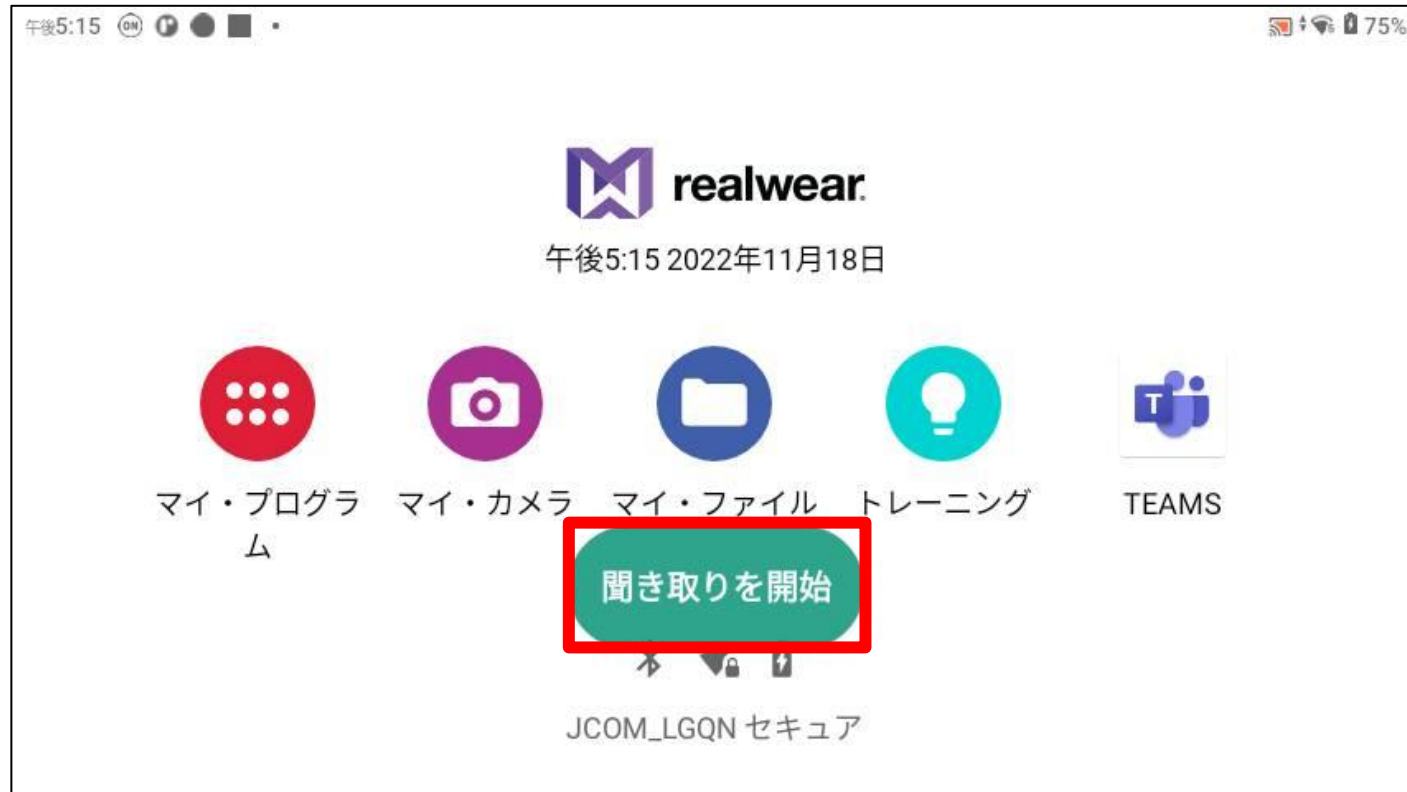 午後5:15 75%
realwear
午後5:15 2022年11月18日
マイ・プログラ マイ・カメラ マイ・ファイル トレーニング TEAMS
ム
聞き取りを開始
JCOM_LGQN セキュア